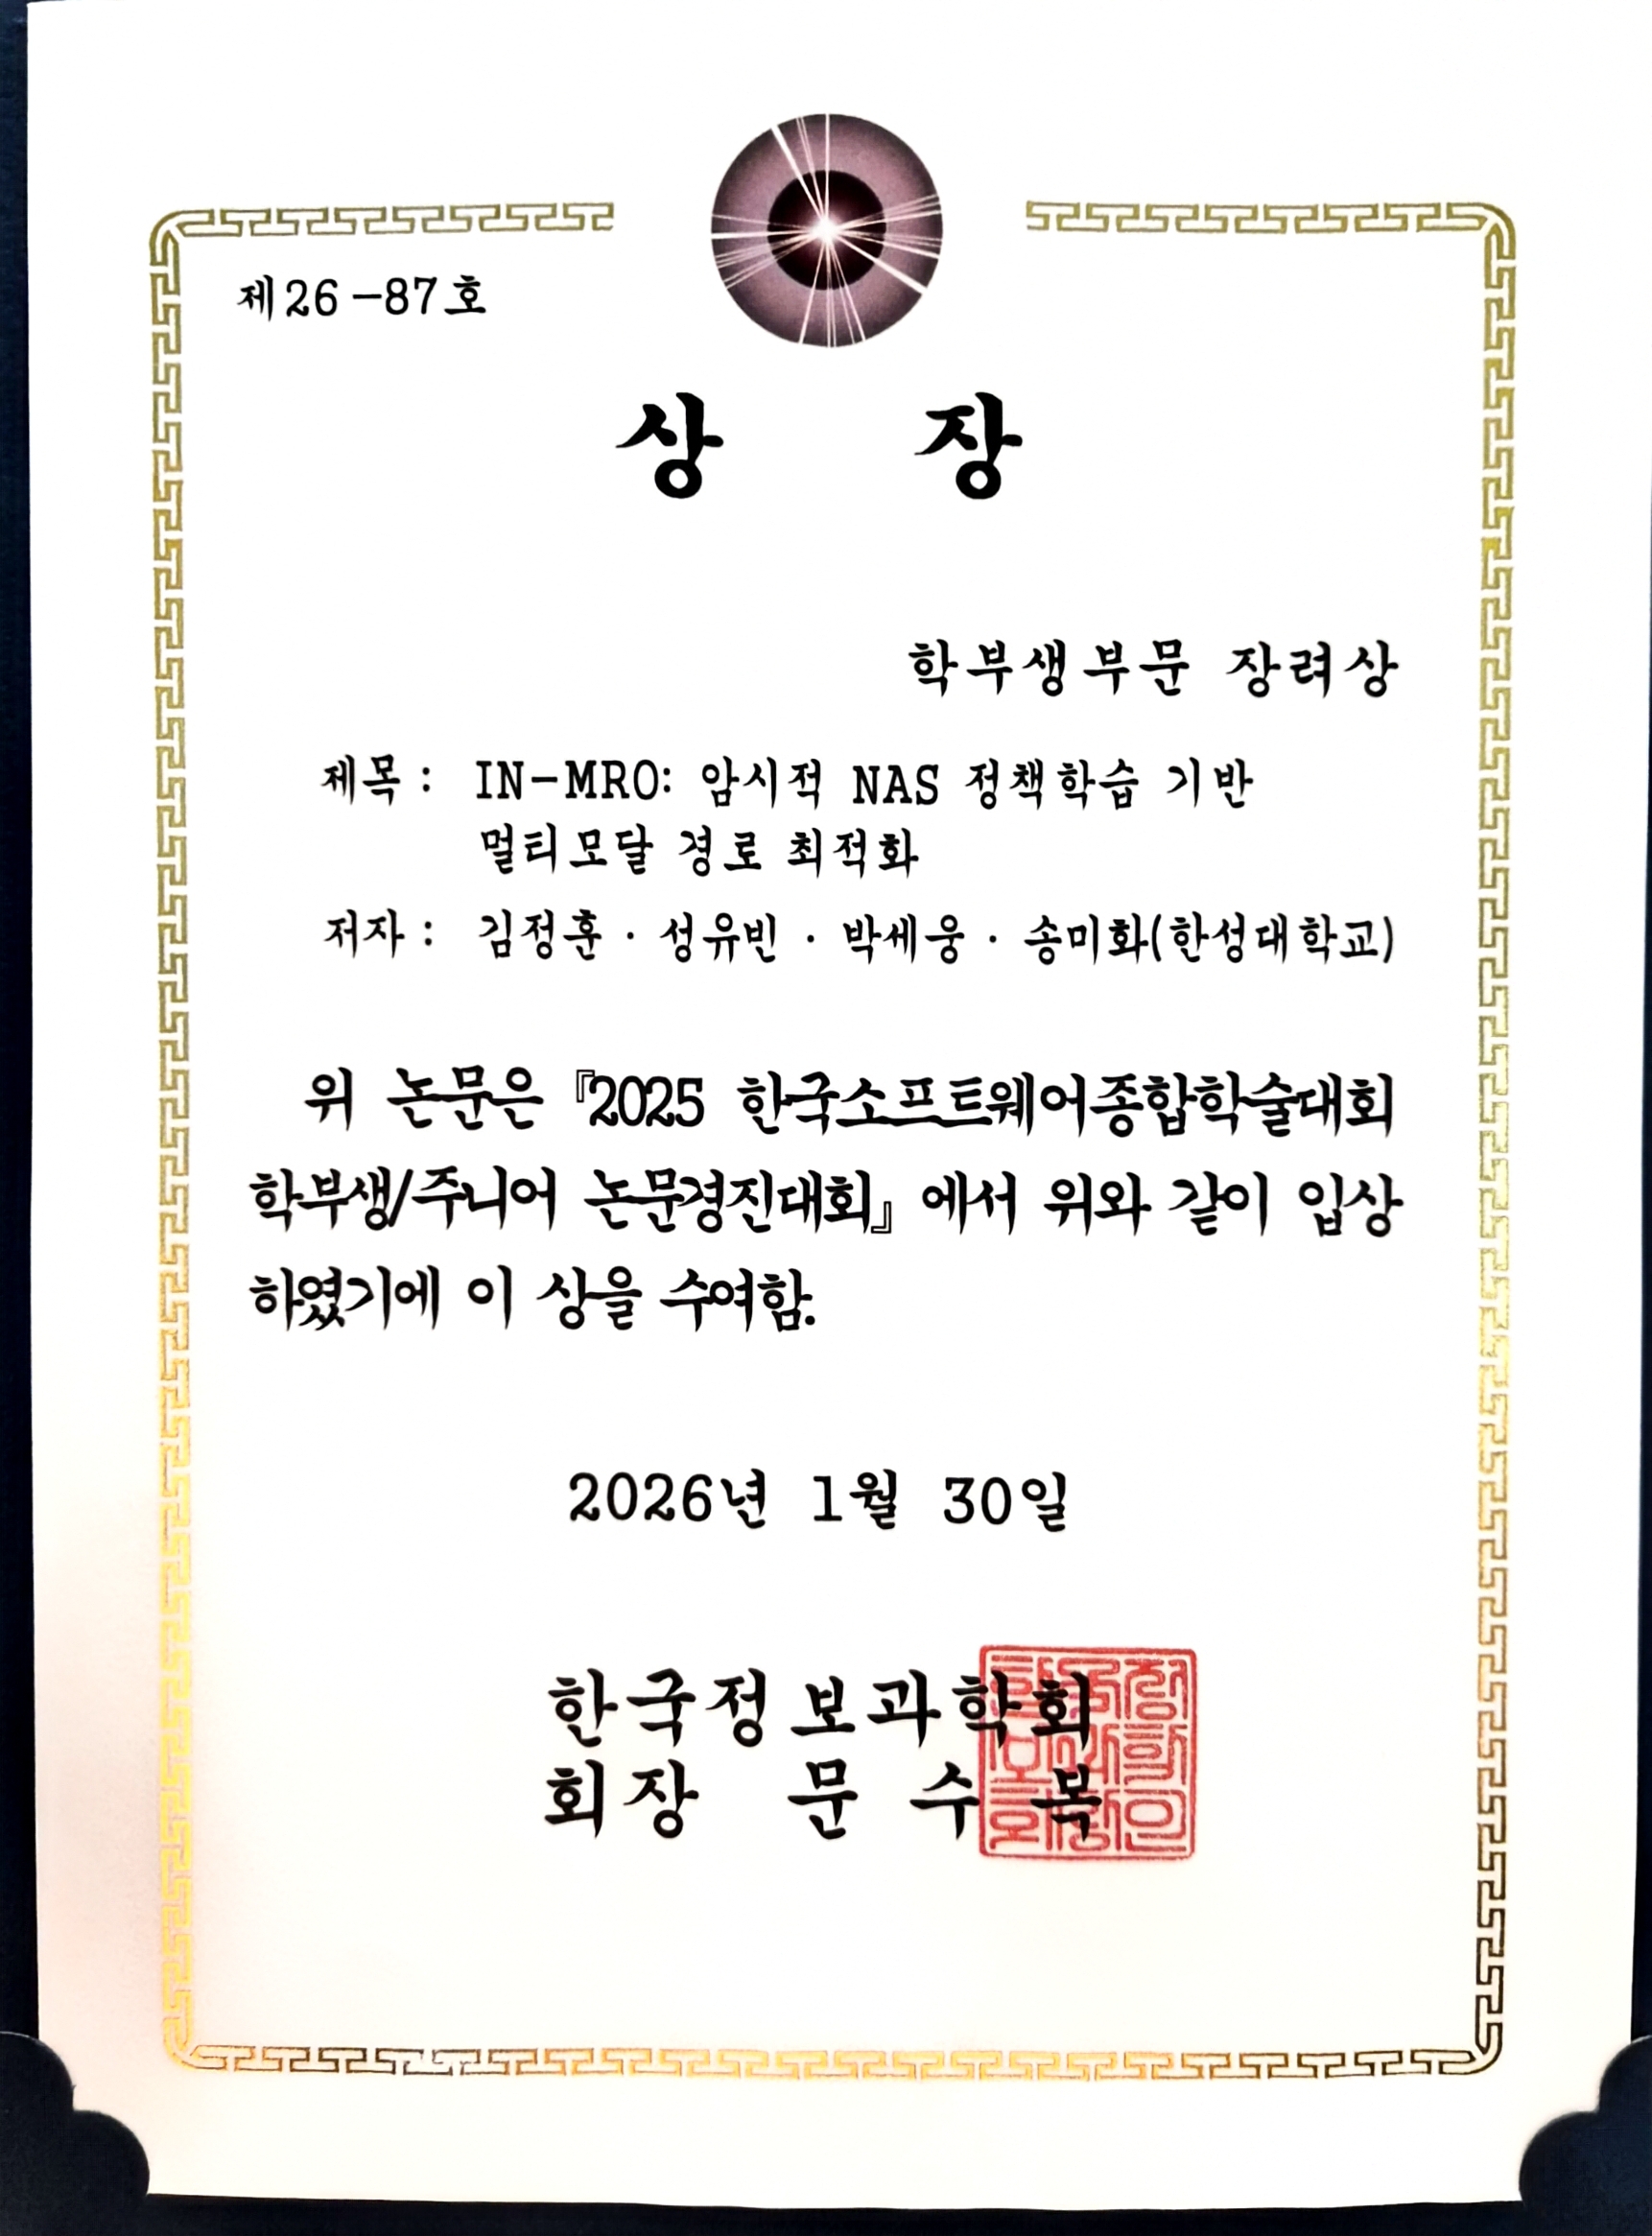 제26-87호
상 장
학부생부문 장려상
제목 : IN-MRO: 암시적 NAS 정책학습 기반
멀티모달 경로 최적화
저자 : 김정훈 · 성유빈 · 박세웅 · 송미화(한성대학교)
위 논문은 『2025 한국소프트웨어종합학술대회
학부생/주니어 논문경진대회』에서 위와 같이 입상
하였기에 이 상을 수여함.
2026년 1월 30일
한국정보과학회
회장 문 수 복